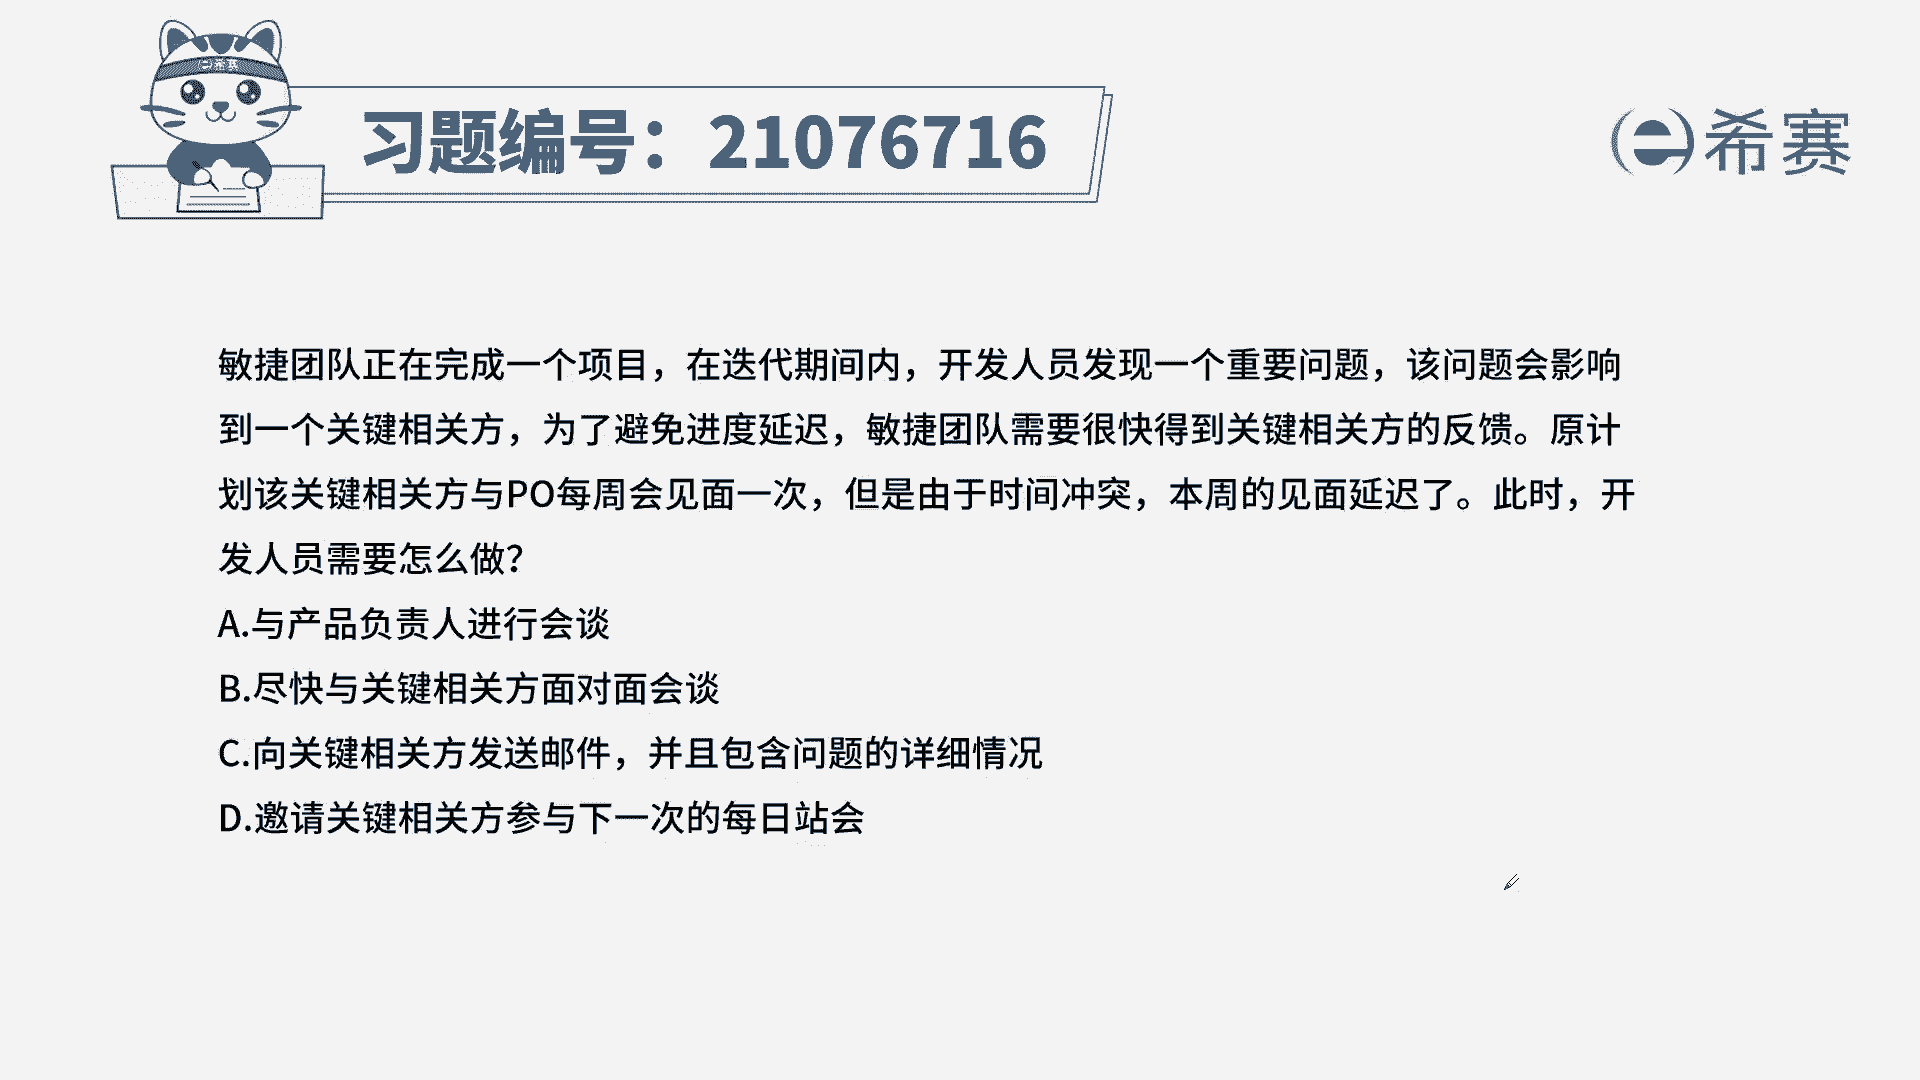 希赛
习题编号：21076716
希赛
敏捷团队正在完成一个项目，在迭代期间内，开发人员发现一个重要问题，该问题会影响
到一个关键相关方，为了避免进度延迟，敏捷团队需要很快得到关键相关方的反馈。原计
划该关键相关方与PO每周会见面一次，但是由于时间冲突，本周的见面延迟了。此时，开
发人员需要怎么做？
A.与产品负责人进行会谈
B.尽快与关键相关方面对面会谈
C.向关键相关方发送邮件，并且包含问题的详细情况
D.邀请关键相关方参与下一次的每日站会